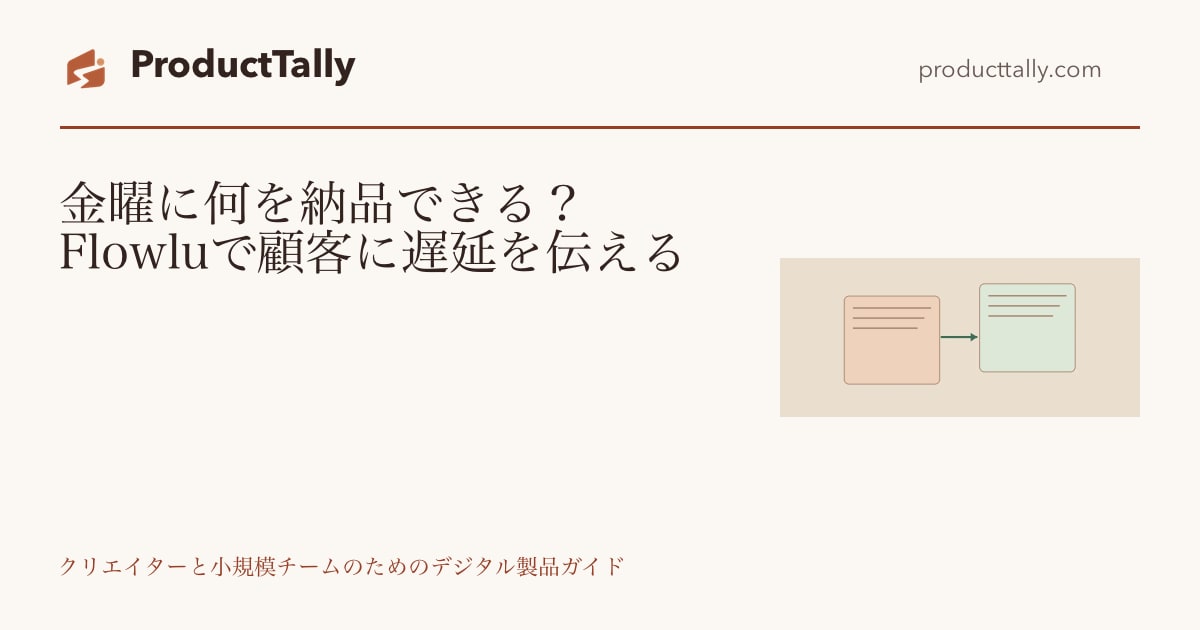 ProductTally
producttally.com
金曜に何を納品できる？
Flowluで顧客に遅延を伝える
クリエイターと小規模チームのためのデジタル製品ガイド